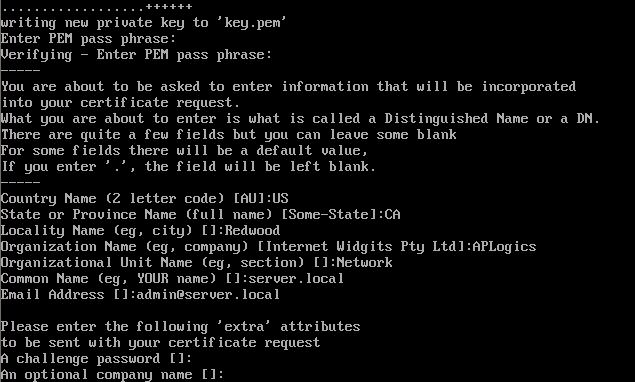 ..................++++++
writing new private key to 'key.pem'
Enter PEM pass phrase:
Verifying - Enter PEM pass phrase:
-----
You are about to be asked to enter information that will be incorporated
into your certificate request.
What you are about to enter is what is called a Distinguished Name or a DN.
There are quite a few fields but you can leave some blank
For some fields there will be a default value,
If you enter '.', the field will be left blank.
-----
Country Name (2 letter code) [AU]:US
State or Province Name (full name) [Some-State]:CA
Locality Name (eg, city) []:Redwood
Organization Name (eg, company) [Internet Widgits Pty Ltd]:APLogics
Organizational Unit Name (eg, section) []:Network
Common Name (eg, YOUR name) []:server.local
Email Address []:admin@server.local
Please enter the following 'extra' attributes
to be sent with your certificate request
A challenge password []:
An optional company name []: